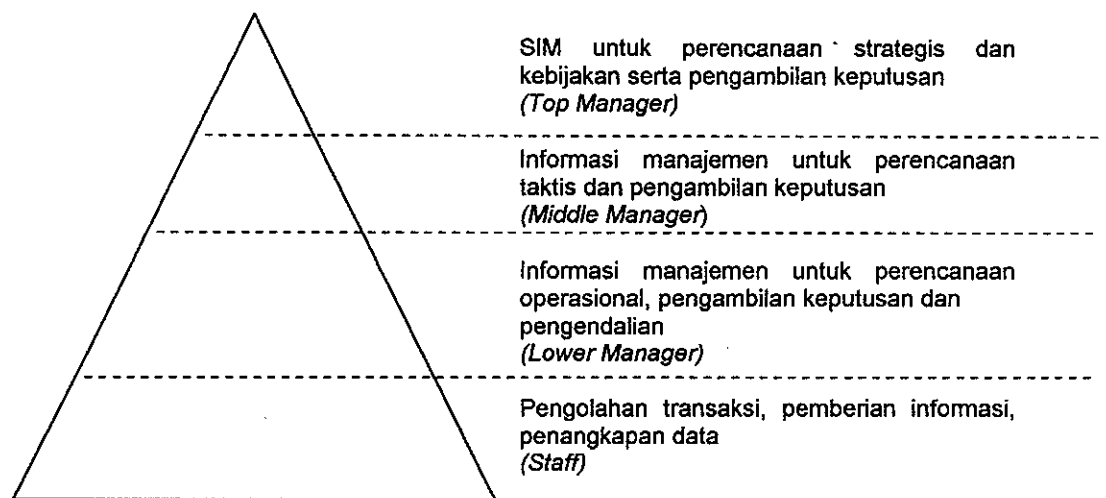 SIM untuk perencanaan strategis dan
kebijakan serta pengambilan keputusan
(Top Manager)
Informasi manajemen untuk perencanaan
taktis dan pengambilan keputusan
(Middle Manager)
Informasi manajemen untuk perencanaan
operasional, pengambilan keputusan dan
pengendalian
(Lower Manager)
Pengolahan transaksi, pemberian informasi,
penangkapan data
(Staff)